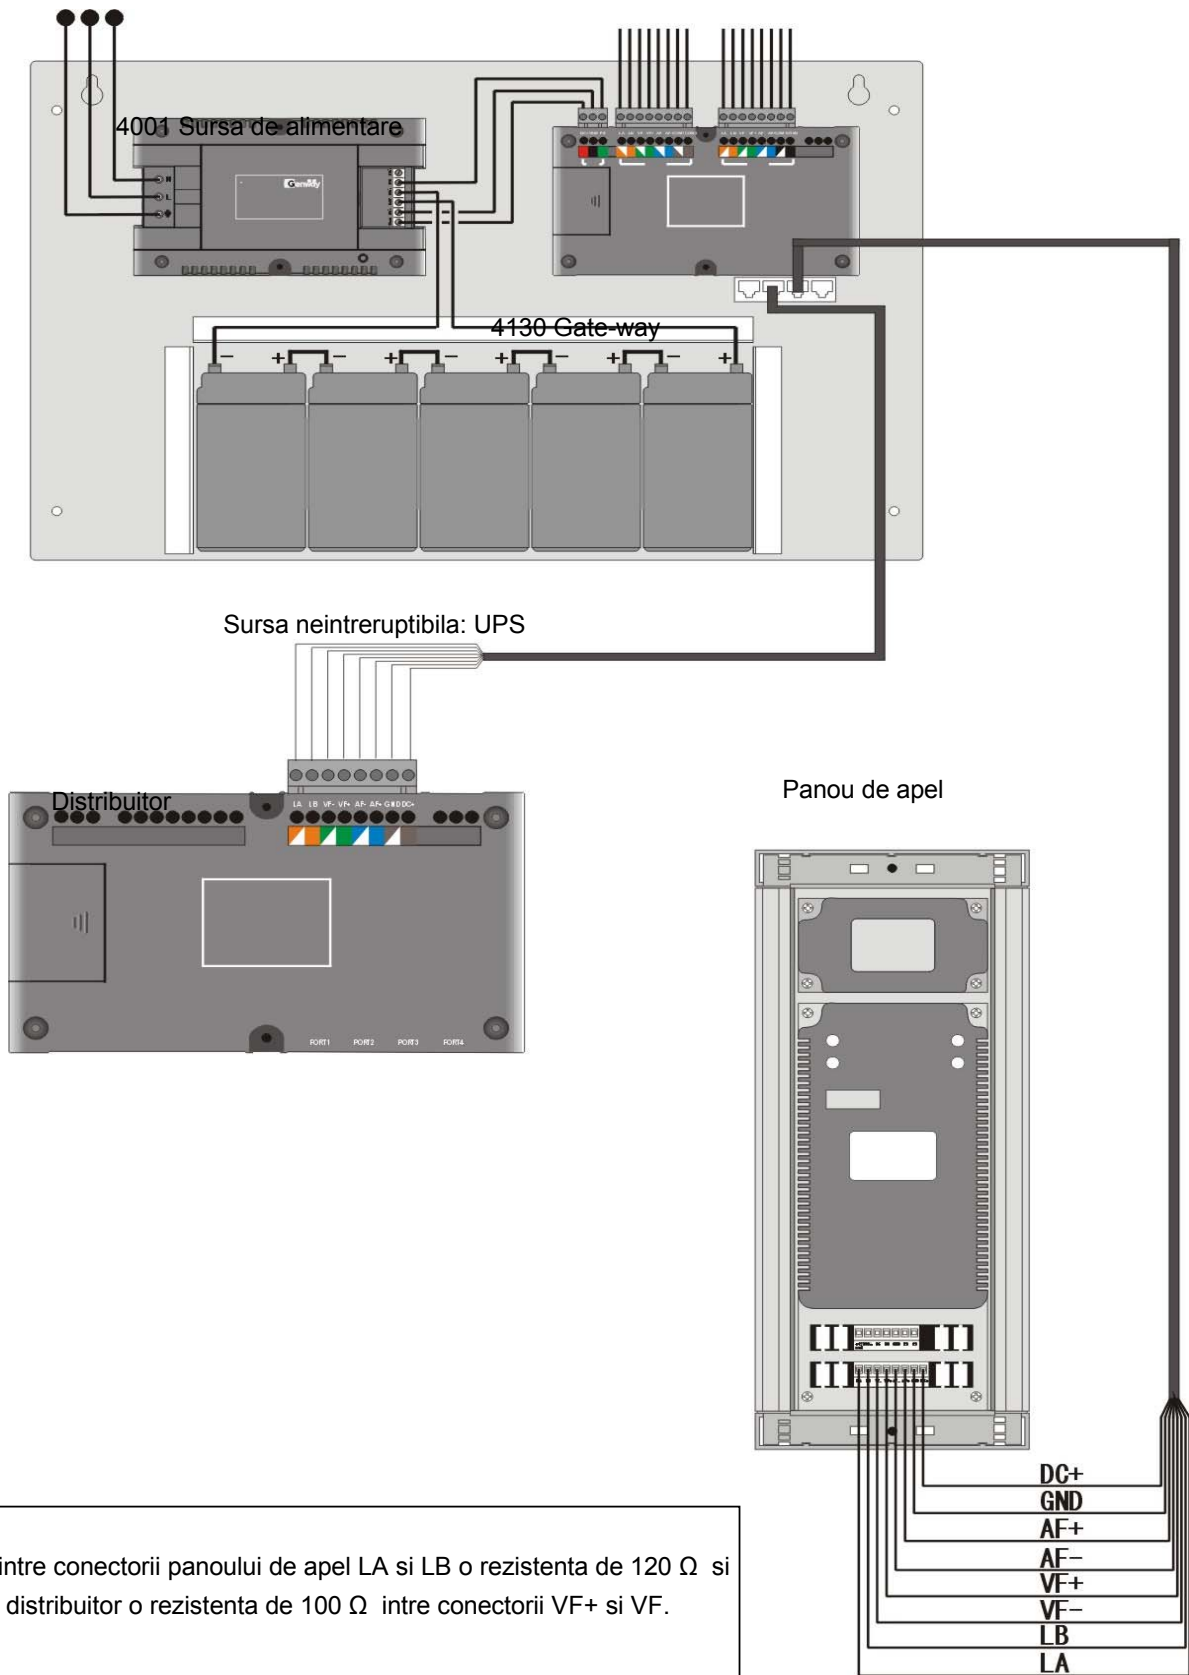 4001 Sursa de alimentare
N
L
4130 Gate-way
− + − + − + − + − +
Sursa neintreruptibila: UPS
Distribuitor
LA LB VF- VF+ AF- AF+ GND DC+
PORT1 PORT2 PORT3 PORT4
Panou de apel
DC+
GND
AF+
AF-
VF+
VF-
LB
LA
intre conectorii panoului de apel LA si LB o rezistenta de 120 Ω si
distribuitor o rezistenta de 100 Ω intre conectorii VF+ si VF.